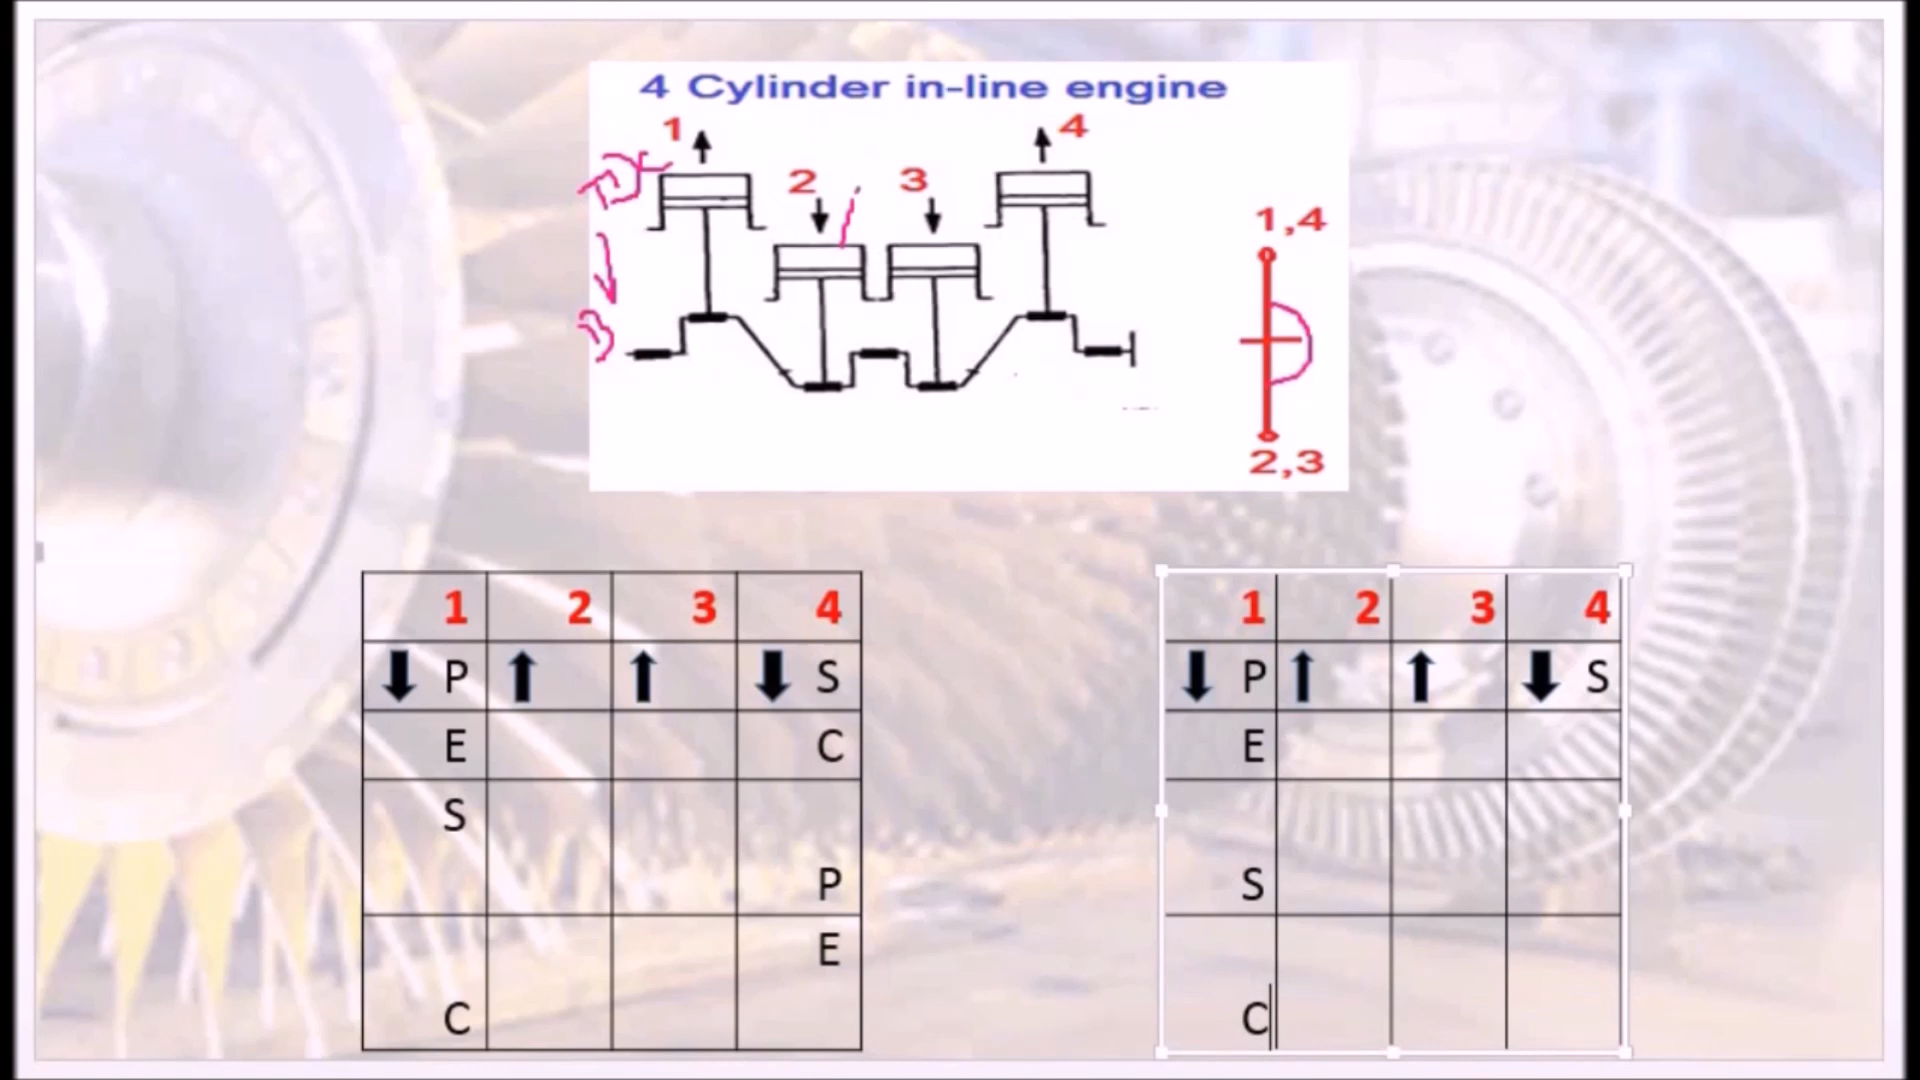 4 Cylinder in-line engine
1 4
2 3
1,4
2,3
1 2 3 4
P S
E C
S
P
E
C
1 2 3 4
P S
E
S
C